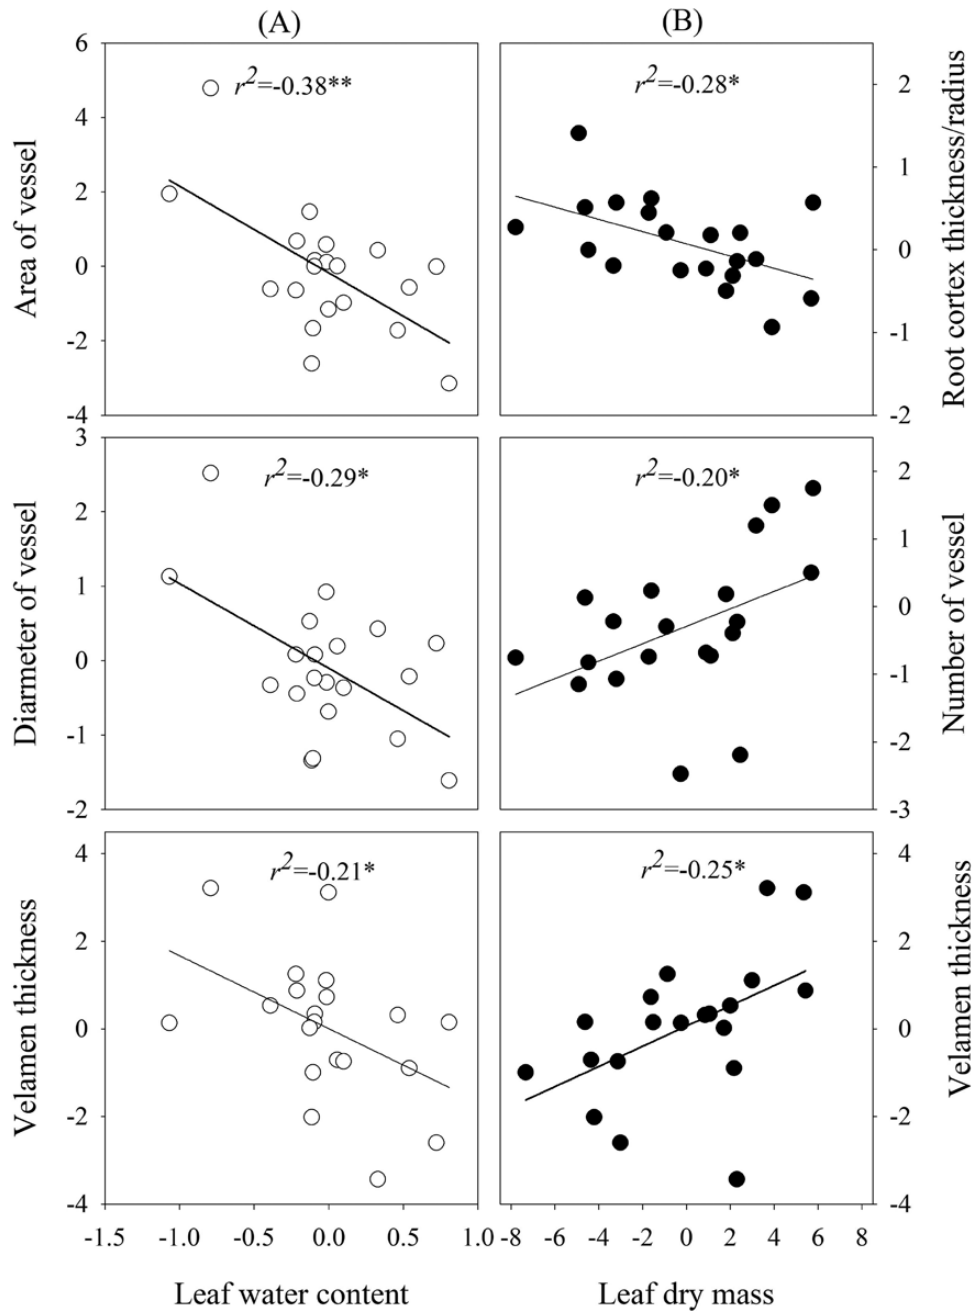 (A)
(B)
6
4
2
0
-2
-4
Area of vessel
r²=-0.38**
r²=-0.28*
2
1
0
-1
-2
Root cortex thickness/radius
3
2
1
0
-1
-2
Diarmeter of vessel
r²=-0.29*
r²=-0.20*
2
1
0
-1
-2
-3
Number of vessel
4
2
0
-2
-4
Velamen thickness
r²=-0.21*
r²=-0.25*
4
2
0
-2
-4
Velamen thickness
-1.5 -1.0 -0.5 0.0 0.5 1.0
-8 -6 -4 -2 0 2 4 6 8
Leaf water content
Leaf dry mass